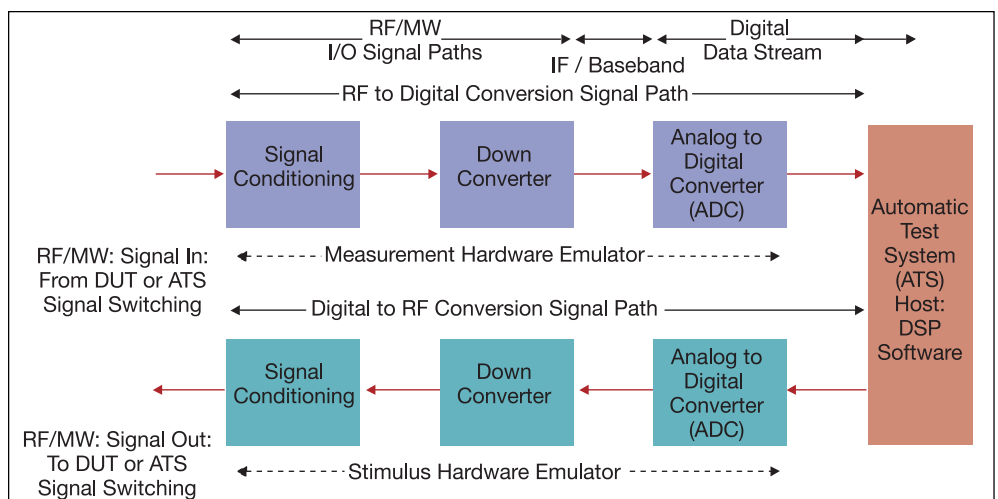 RF/MW
I/O Signal Paths
IF / Baseband
Digital
Data Stream
RF to Digital Conversion Signal Path
Signal
Conditioning
Down
Converter
Analog to
Digital
Converter
(ADC)
Automatic
Test
System
(ATS)
Host:
DSP
Software
RF/MW: Signal In:
From DUT or ATS
Signal Switching
Measurement Hardware Emulator
Digital to RF Conversion Signal Path
Signal
Conditioning
Down
Converter
Analog to
Digital
Converter
(ADC)
RF/MW: Signal Out:
To DUT or ATS
Signal Switching
Stimulus Hardware Emulator